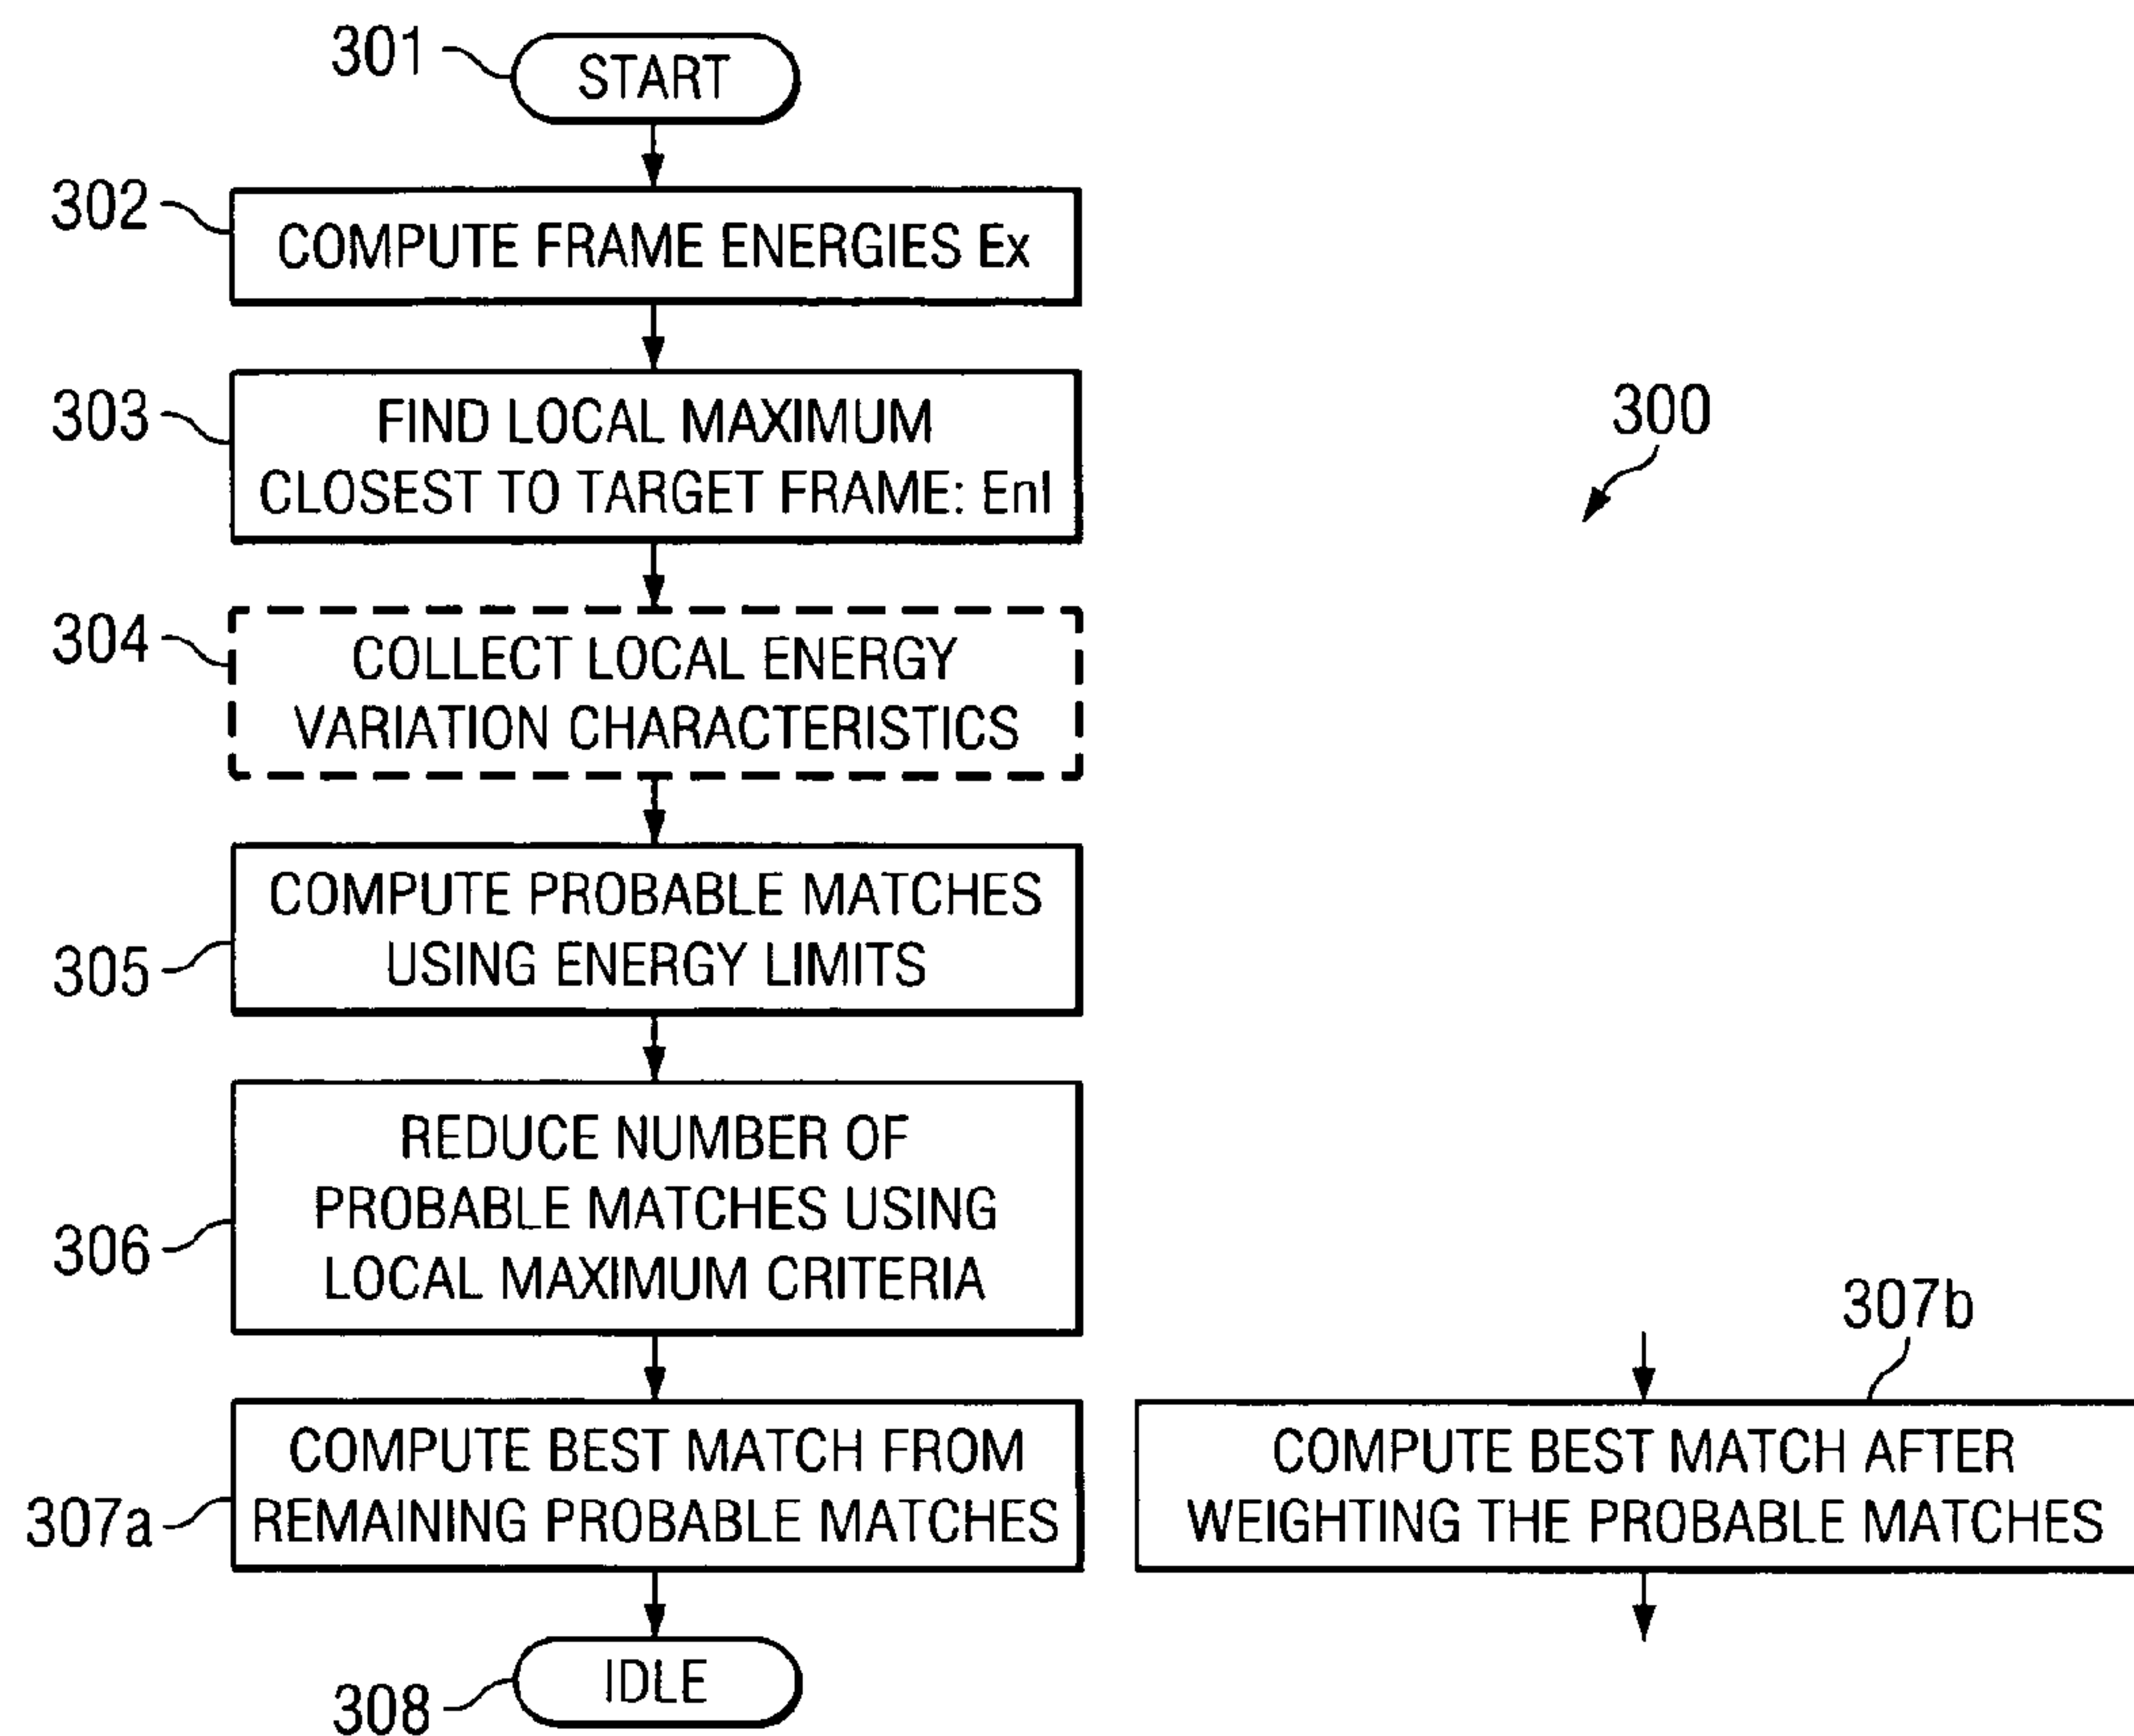 301
START
302
COMPUTE FRAME ENERGIES Ex
303
FIND LOCAL MAXIMUM
CLOSEST TO TARGET FRAME: EnI
300
304
COLLECT LOCAL ENERGY
VARIATION CHARACTERISTICS
305
COMPUTE PROBABLE MATCHES
USING ENERGY LIMITS
306
REDUCE NUMBER OF
PROBABLE MATCHES USING
LOCAL MAXIMUM CRITERIA
307a
COMPUTE BEST MATCH FROM
REMAINING PROBABLE MATCHES
307b
COMPUTE BEST MATCH AFTER
WEIGHTING THE PROBABLE MATCHES
308
IDLE